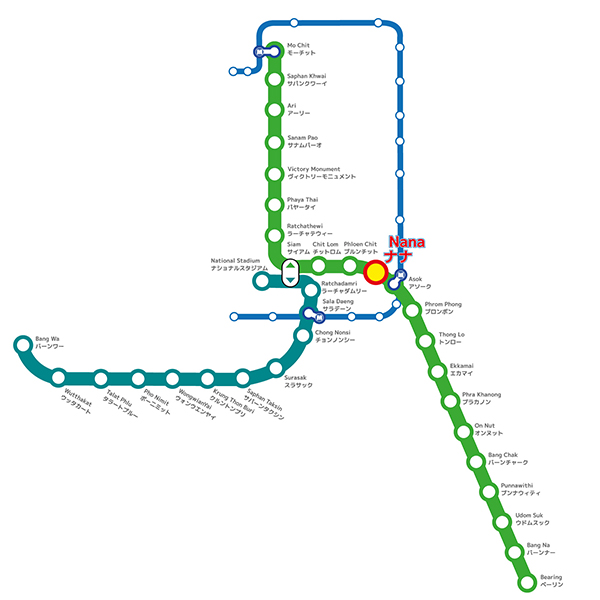 Mo Chit
モーチット
Saphan Khwai
サパンクワーイ
Ari
アーリー
Sanam Pao
サナムパーオ
Victory Monument
ヴィクトリーモニュメント
Phaya Thai
パヤータイ
Ratchathewi
ラーチャテウィー
Siam
サイアム
Chit Lom
チットロム
Phloen Chit
プルンチット
Nana
ナナ
Asok
アソーク
National Stadium
ナショナルスタジアム
Ratchadamri
ラーチャダムリー
Sala Daeng
サラデーン
Chong Nonsi
チョンノンシー
Surasak
スラサック
Saphan Taksin
サパーンタクシン
Krung Thon Buri
クルントンブリ
Wongwianyai
ウォンウエンヤイ
Pho Nimit
ポーニミット
Talat Phlu
タラートプルー
Wutthakat
ウッタカート
Bang Wa
バーンワー
Phrom Phong
プロンポン
Thong Lo
トンロー
Ekkamai
エカマイ
Phra Khanong
プラカノン
On Nut
オンヌット
Bang Chak
バーンチャーク
Punnawithi
プンナウィティ
Udom Suk
ウドムスック
Bang Na
バーンナー
Bearing
ベーリン